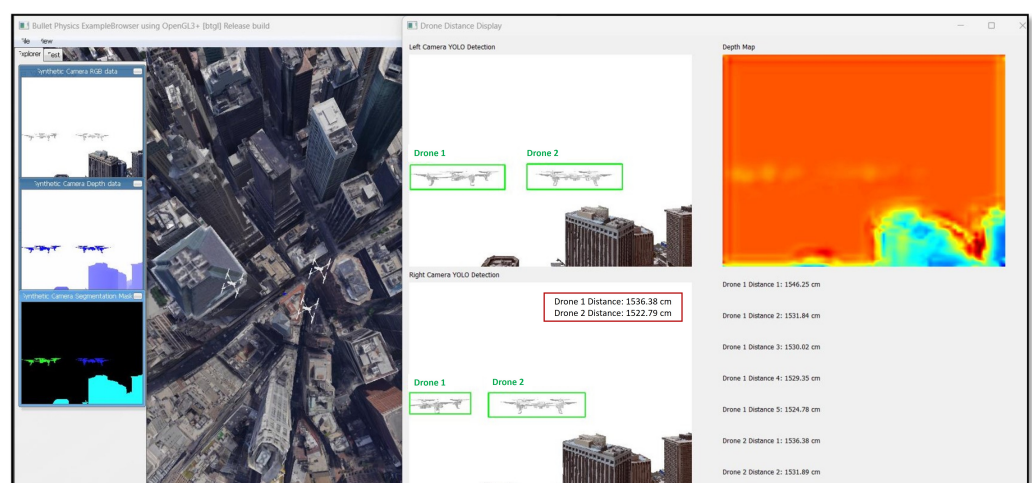 Bullet Physics ExampleBrowser using OpenGL3+ [btgl] Release build
File View
Explorer Test
Synthetic Camera RGB data
Synthetic Camera Depth data
Synthetic Camera Segmentation Mask
Drone Distance Display
Left Camera YOLO Detection
Drone 1 Drone 2
Right Camera YOLO Detection
Drone 1 Distance: 1536.38 cm
Drone 2 Distance: 1522.79 cm
Drone 1 Drone 2
Depth Map
Drone 1 Distance 1: 1546.25 cm
Drone 1 Distance 2: 1531.84 cm
Drone 1 Distance 3: 1530.02 cm
Drone 1 Distance 4: 1529.35 cm
Drone 1 Distance 5: 1524.78 cm
Drone 2 Distance 1: 1536.38 cm
Drone 2 Distance 2: 1531.89 cm